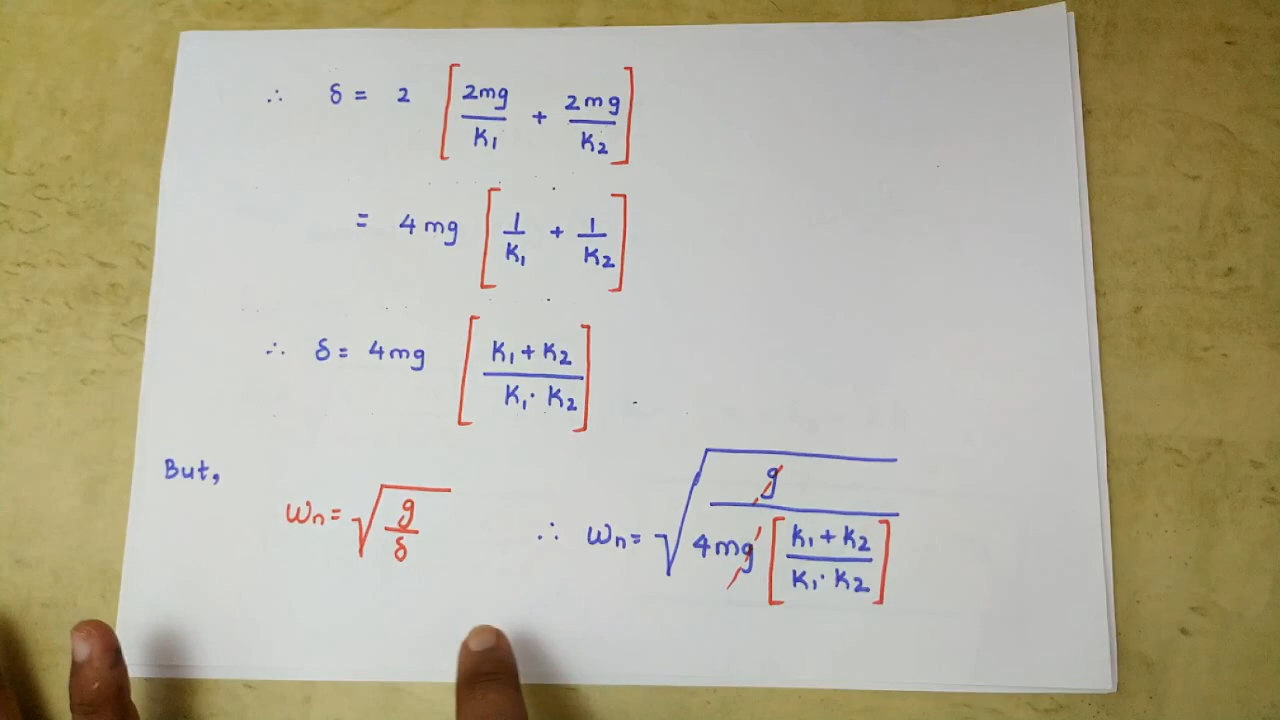 ∴ δ = 2 [ 2mg/K₁ + 2mg/K₂ ]
= 4mg [ 1/K₁ + 1/K₂ ]
∴ δ = 4mg [ K₁ + K₂ / K₁ · K₂ ]
But,
ωn = √(g/δ) ∴ ωn = √( g / 4mg [ K₁ + K₂ / K₁ · K₂ ] )